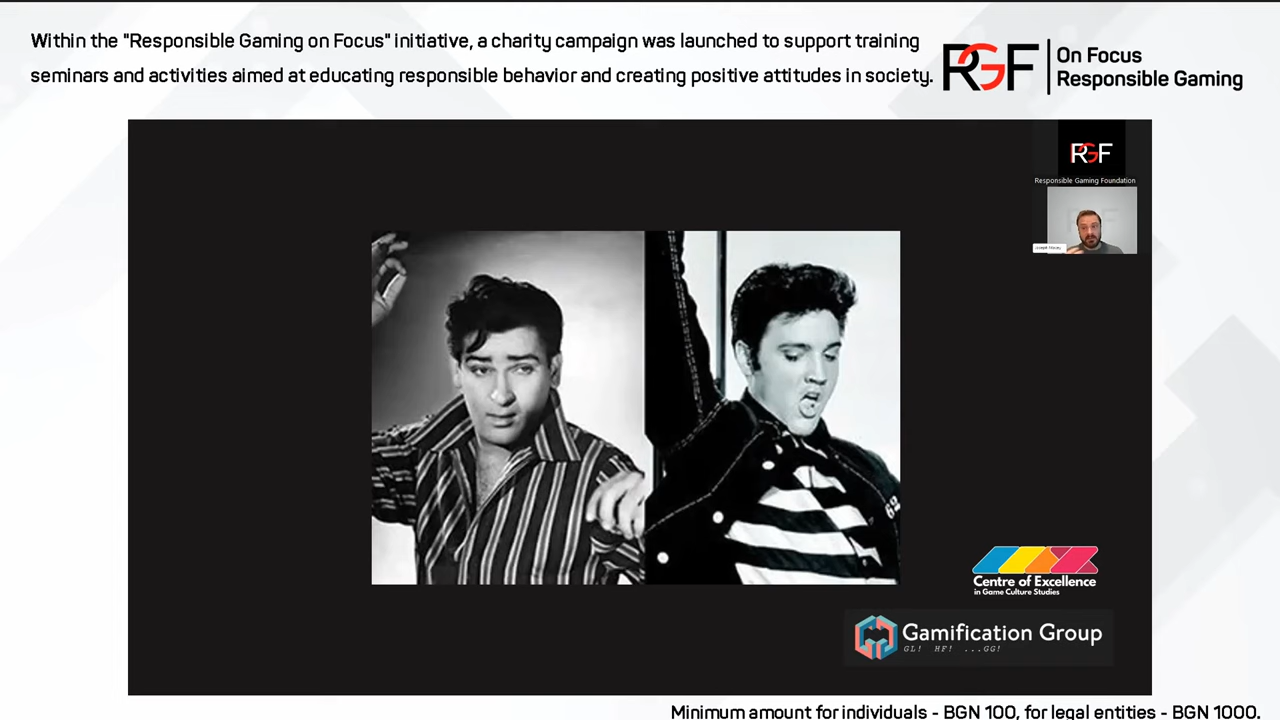 Within the "Responsible Gaming on Focus" initiative, a charity campaign was launched to support training
seminars and activities aimed at educating responsible behavior and creating positive attitudes in society.
RGF
On Focus
Responsible Gaming
RGF
Responsible Gaming Foundation
Centre of Excellence
in Game Culture Studies
Gamification Group
GL! HF! ...GG!
Minimum amount for individuals - BGN 100, for legal entities - BGN 1000.